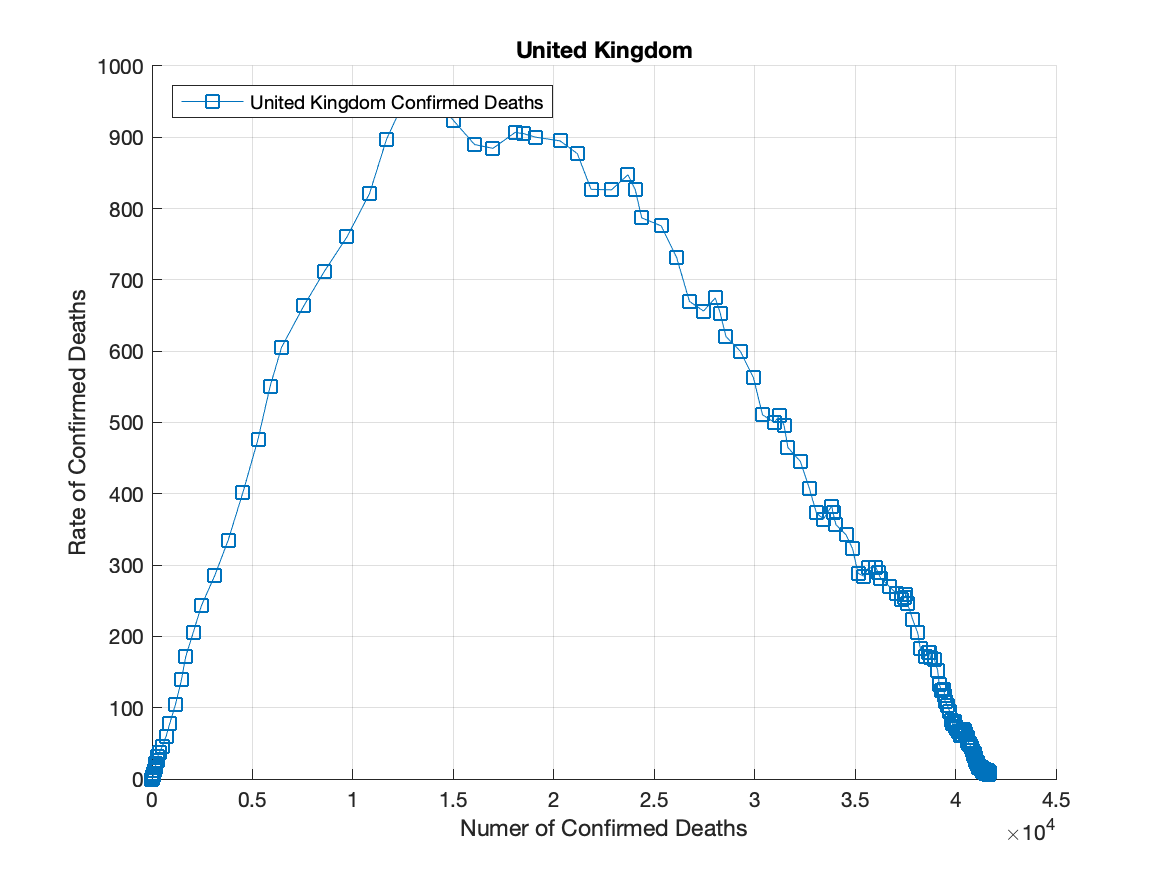 United Kingdom
1000
United Kingdom Confirmed Deaths
900
800
700
600
500
400
300
200
100
0
Rate of Confirmed Deaths
0 0.5 1 1.5 2 2.5 3 3.5 4 4.5
Numer of Confirmed Deaths
×10⁴